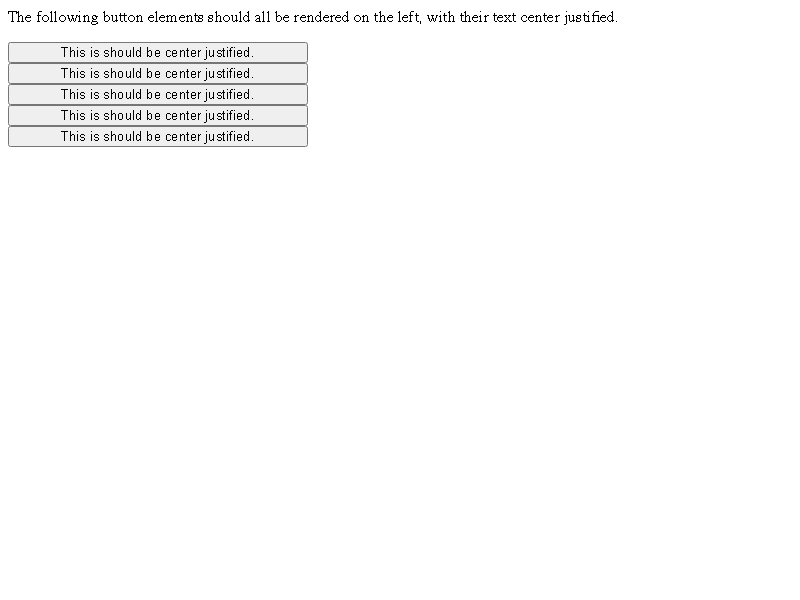 The following button elements should all be rendered on the left, with their text center justified.
This is should be center justified.
This is should be center justified.
This is should be center justified.
This is should be center justified.
This is should be center justified.